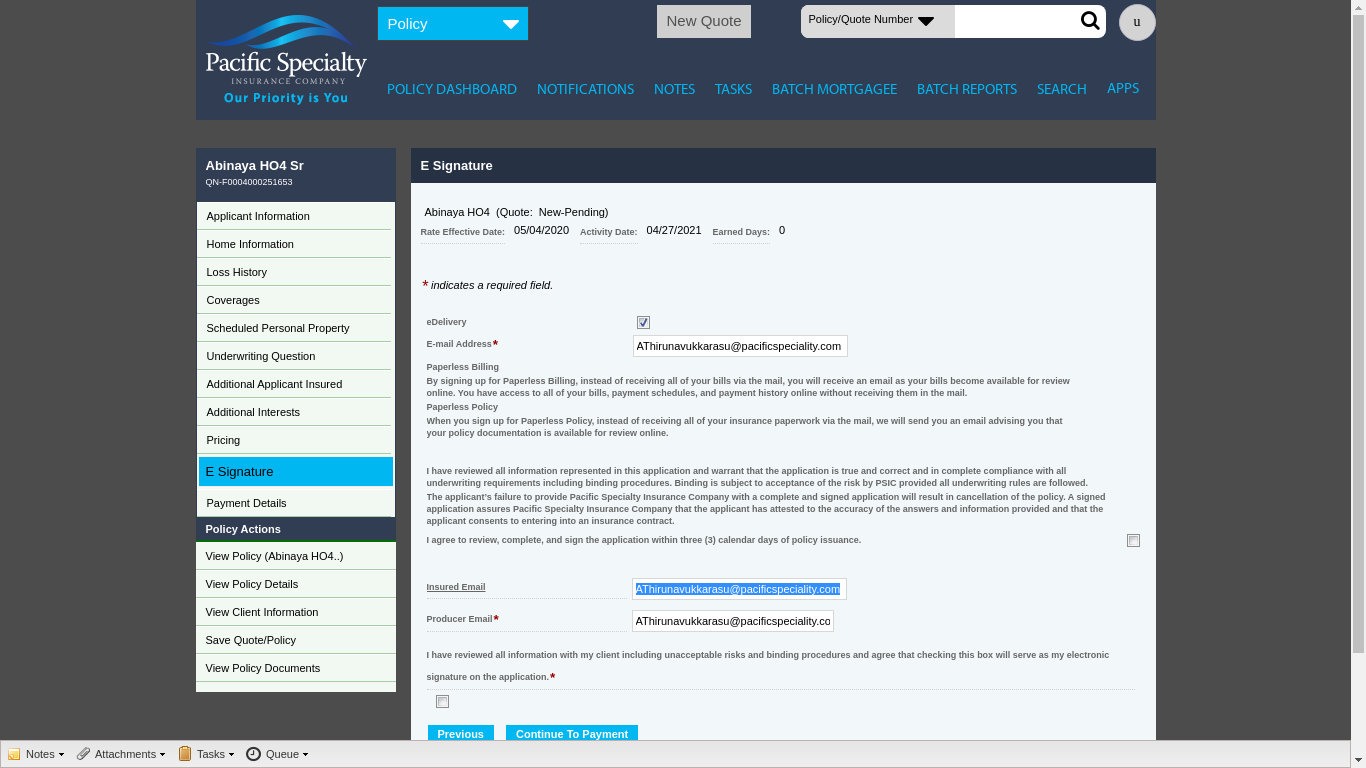 Policy
New Quote
Policy/Quote Number
u
Pacific Specialty
INSURANCE COMPANY
Our Priority is You
POLICY DASHBOARD
NOTIFICATIONS
NOTES
TASKS
BATCH MORTGAGEE
BATCH REPORTS
SEARCH
APPS
Abinaya HO4 Sr
QN-F0004000251653
Applicant Information
Home Information
Loss History
Coverages
Scheduled Personal Property
Underwriting Question
Additional Applicant Insured
Additional Interests
Pricing
E Signature
Payment Details
Policy Actions
View Policy (Abinaya HO4..)
View Policy Details
View Client Information
Save Quote/Policy
View Policy Documents
E Signature
Abinaya HO4 (Quote: New-Pending)
Rate Effective Date: 05/04/2020 Activity Date: 04/27/2021 Earned Days: 0
* indicates a required field.
eDelivery
E-mail Address* AThirunavukkarasu@pacificspeciality.com
Paperless Billing
By signing up for Paperless Billing, instead of receiving all of your bills via the mail, you will receive an email as your bills become available for review
online. You have access to all of your bills, payment schedules, and payment history online without receiving them in the mail.
Paperless Policy
When you sign up for Paperless Policy, instead of receiving all of your insurance paperwork via the mail, we will send you an email advising you that
your policy documentation is available for review online.
I have reviewed all information represented in this application and warrant that the application is true and correct and in complete compliance with all
underwriting requirements including binding procedures. Binding is subject to acceptance of the risk by PSIC provided all underwriting rules are followed.
The applicant's failure to provide Pacific Specialty Insurance Company with a complete and signed application will result in cancellation of the policy. A signed
application assures Pacific Specialty Insurance Company that the applicant has attested to the accuracy of the answers and information provided and that the
applicant consents to entering into an insurance contract.
I agree to review, complete, and sign the application within three (3) calendar days of policy issuance.
Insured Email AThirunavukkarasu@pacificspeciality.com
Producer Email* AThirunavukkarasu@pacificspeciality.co
I have reviewed all information with my client including unacceptable risks and binding procedures and agree that checking this box will serve as my electronic
signature on the application.*
Previous
Continue To Payment
Notes
Attachments
Tasks
Queue